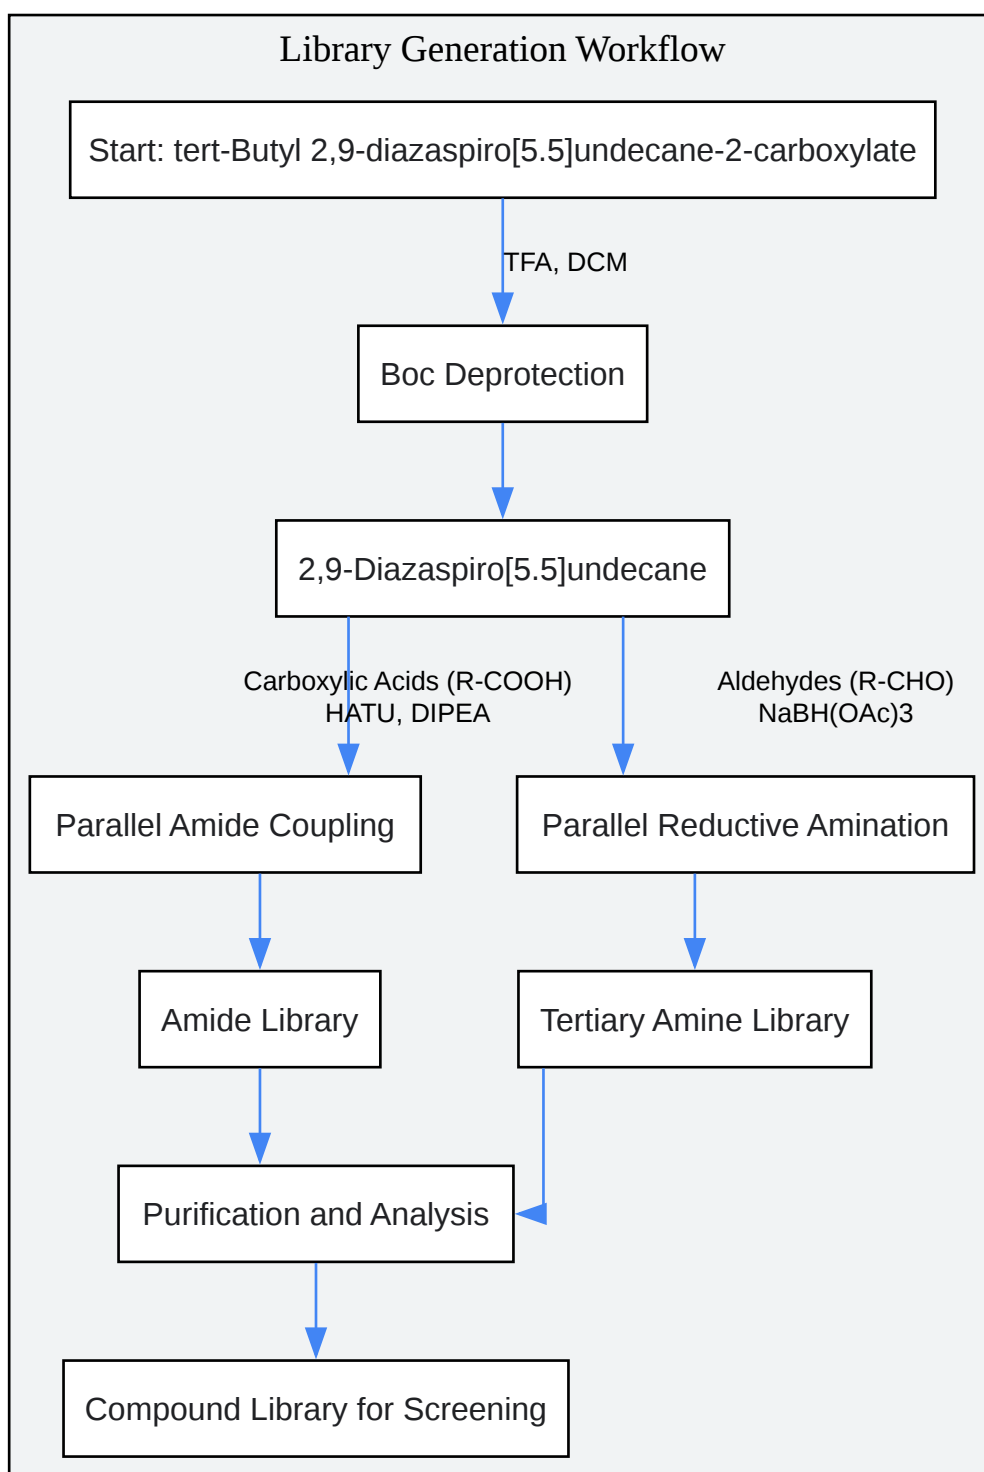 Library Generation Workflow
Start: tert-Butyl 2,9-diazaspiro[5.5]undecane-2-carboxylate
TFA, DCM
Boc Deprotection
2,9-Diazaspiro[5.5]undecane
Carboxylic Acids (R-COOH)
HATU, DIPEA
Aldehydes (R-CHO)
NaBH(OAc)3
Parallel Amide Coupling
Parallel Reductive Amination
Amide Library
Tertiary Amine Library
Purification and Analysis
Compound Library for Screening